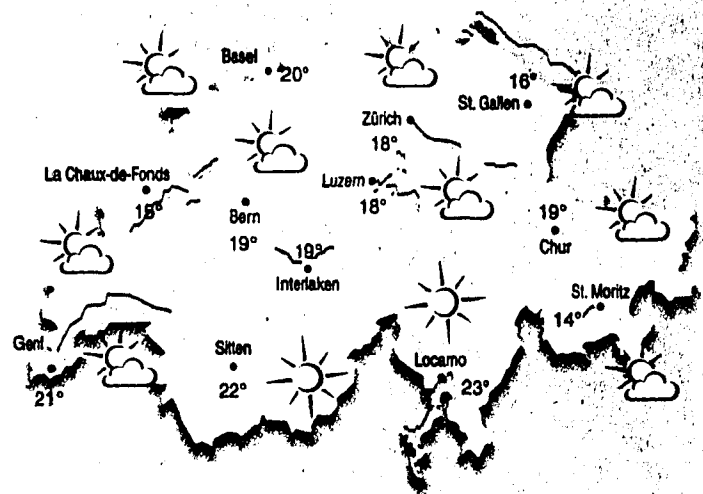 Basel
20°
16°
St. Gallen
Zürich
18°
La Chaux-de-Fonds
Luzern
18°
Bern
19°
19°
Chur
19°
Interlaken
St. Moritz
14°
Genf
21°
Sitten
22°
Locarno
23°